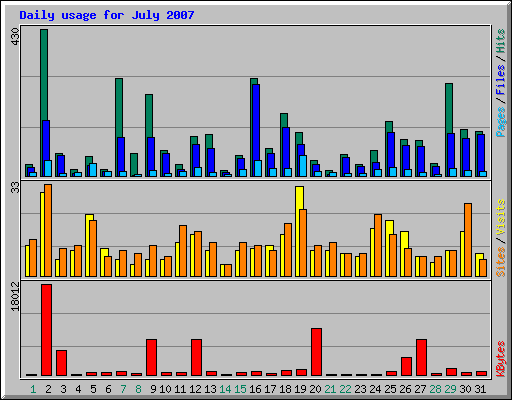 Daily usage for July 2007
430
Pages / Files / Hits
33
Sites / Visits
18012
KBytes
1 2 3 4 5 6 7 8 9 10 11 12 13 14 15 16 17 18 19 20 21 22 23 24 25 26 27 28 29 30 31